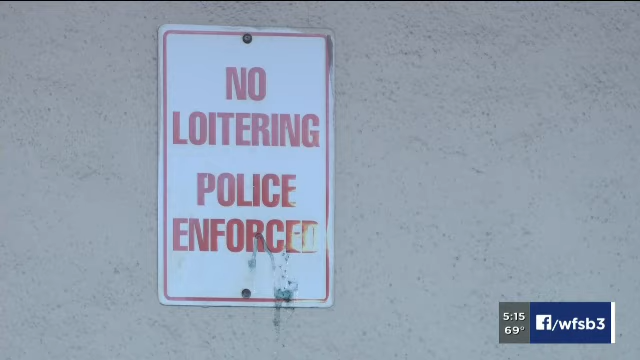 NO
LOITERING
POLICE
ENFORCED
5:15
69°
f/wfsb3